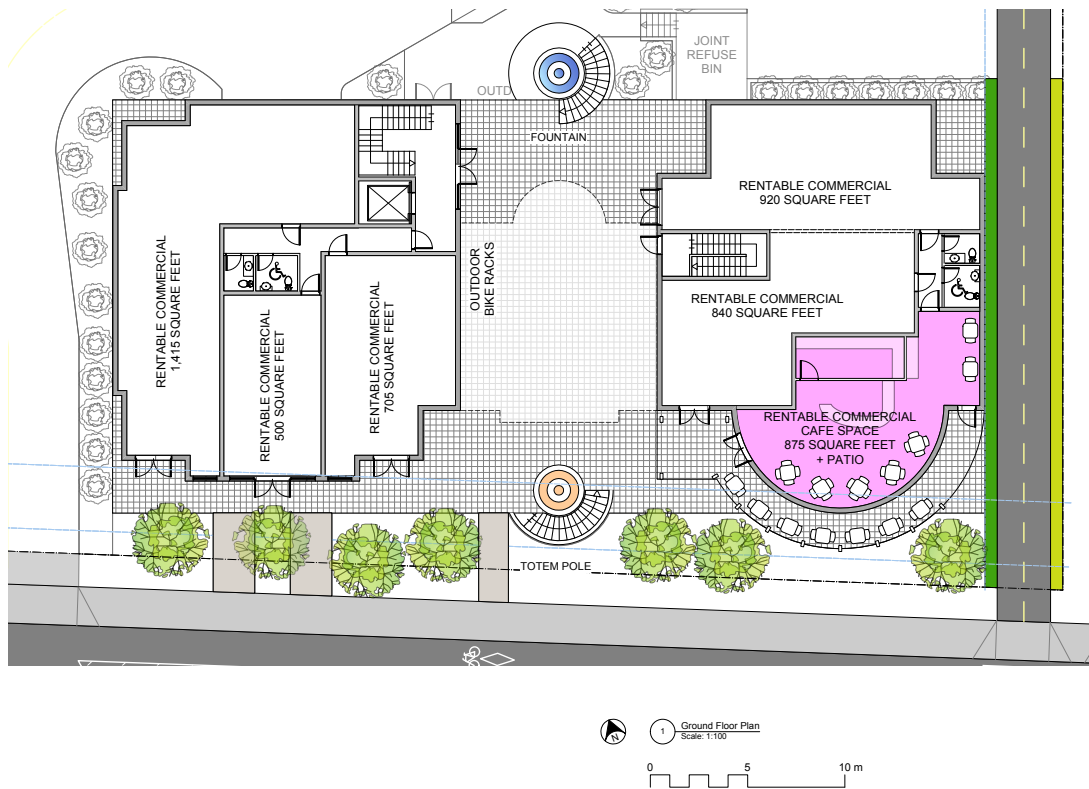 JOINT
REFUSE
BIN
OUTD
FOUNTAIN
RENTABLE COMMERCIAL
920 SQUARE FEET
RENTABLE COMMERCIAL
1,415 SQUARE FEET
OUTDOOR
BIKE RACKS
RENTABLE COMMERCIAL
840 SQUARE FEET
RENTABLE COMMERCIAL
500 SQUARE FEET
RENTABLE COMMERCIAL
705 SQUARE FEET
RENTABLE COMMERCIAL
CAFE SPACE
875 SQUARE FEET
+ PATIO
TOTEM POLE
N
1
Ground Floor Plan
Scale: 1:100
0 5 10 m